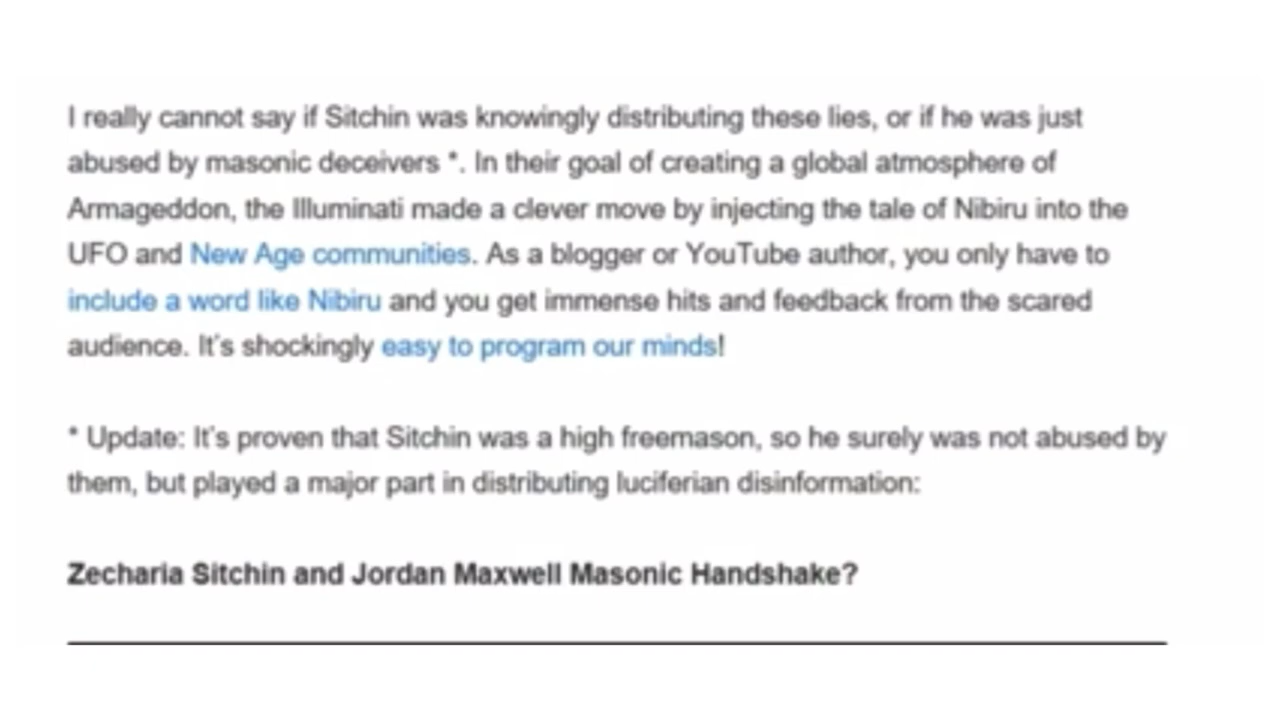 I really cannot say if Sitchin was knowingly distributing these lies, or if he was just
abused by masonic deceivers *. In their goal of creating a global atmosphere of
Armageddon, the Illuminati made a clever move by injecting the tale of Nibiru into the
UFO and New Age communities. As a blogger or YouTube author, you only have to
include a word like Nibiru and you get immense hits and feedback from the scared
audience. It's shockingly easy to program our minds!
* Update: It's proven that Sitchin was a high freemason, so he surely was not abused by
them, but played a major part in distributing luciferian disinformation:
Zecharia Sitchin and Jordan Maxwell Masonic Handshake?